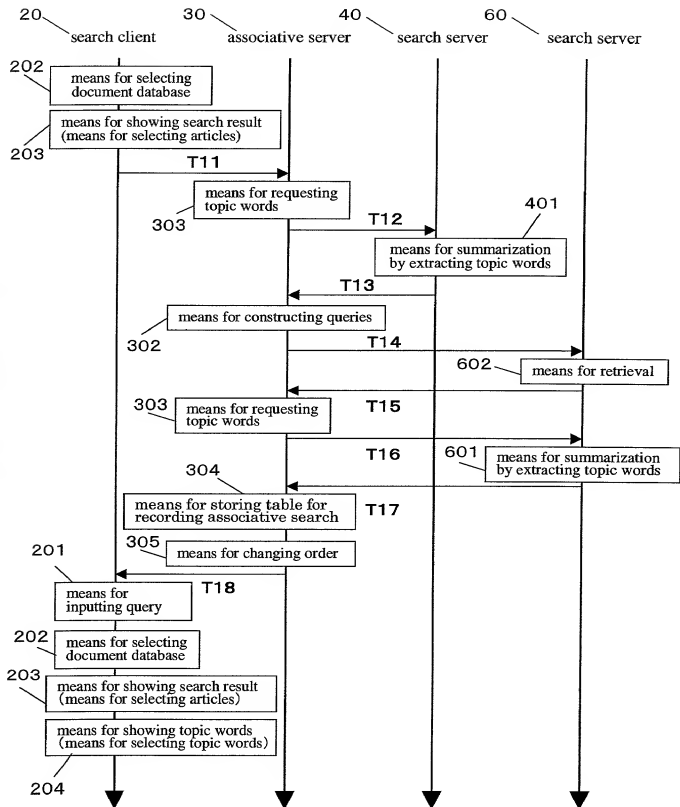 20
30
40
60
search client
associative server
search server
search server
202
means for selecting
document database
means for showing search result
(means for selecting articles)
203
T11
means for requesting
topic words
303
T12
401
means for summarization
by extracting topic words
T13
means for constructing queries
302
T14
602
means for retrieval
303
means for requesting
topic words
T15
T16
601
means for summarization
by extracting topic words
304
means for storing table for
recording associative search
T17
305
means for changing order
201
T18
means for
inputting query
202
means for selecting
document database
203
means for showing search result
(means for selecting articles)
means for showing topic words
(means for selecting topic words)
204